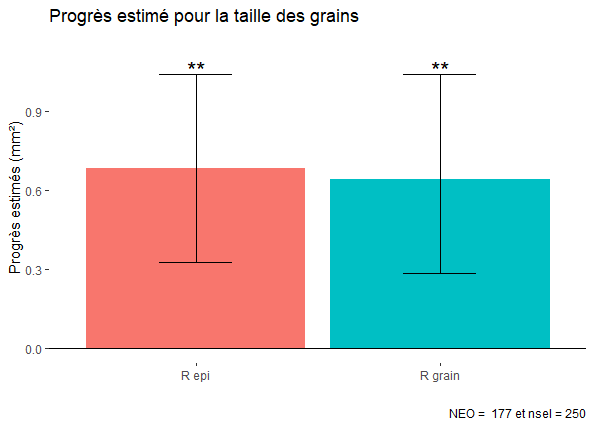 Progrès estimé pour la taille des grains
**
**
Progrès estimés (mm²)
0.9
0.6
0.3
0.0
R epi
R grain
NEO =  177 et nsel = 250